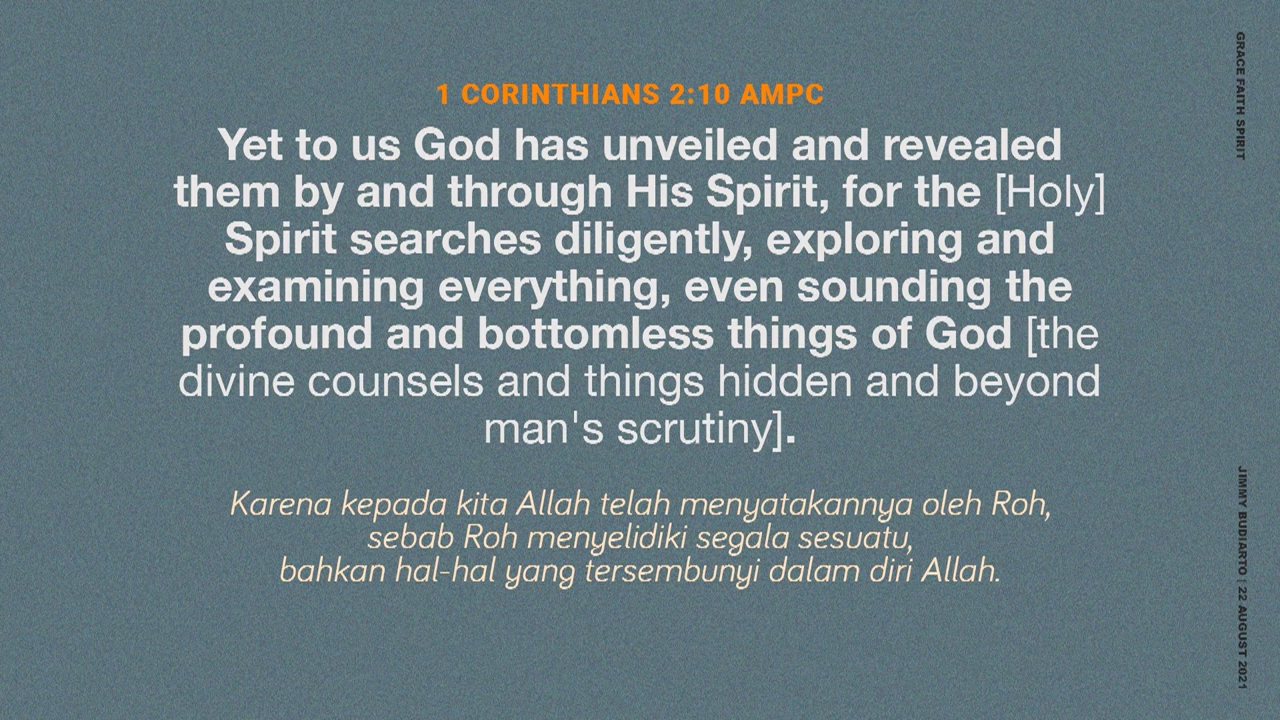 1 CORINTHIANS 2:10 AMPC
Yet to us God has unveiled and revealed
them by and through His Spirit, for the [Holy]
Spirit searches diligently, exploring and
examining everything, even sounding the
profound and bottomless things of God [the
divine counsels and things hidden and beyond
man's scrutiny].
Karena kepada kita Allah telah menyatakannya oleh Roh,
sebab Roh menyelidiki segala sesuatu,
bahkan hal-hal yang tersembunyi dalam diri Allah.
GRACE FAITH SPIRIT
JIMMY BUDIARTO | 22 AUGUST 2021